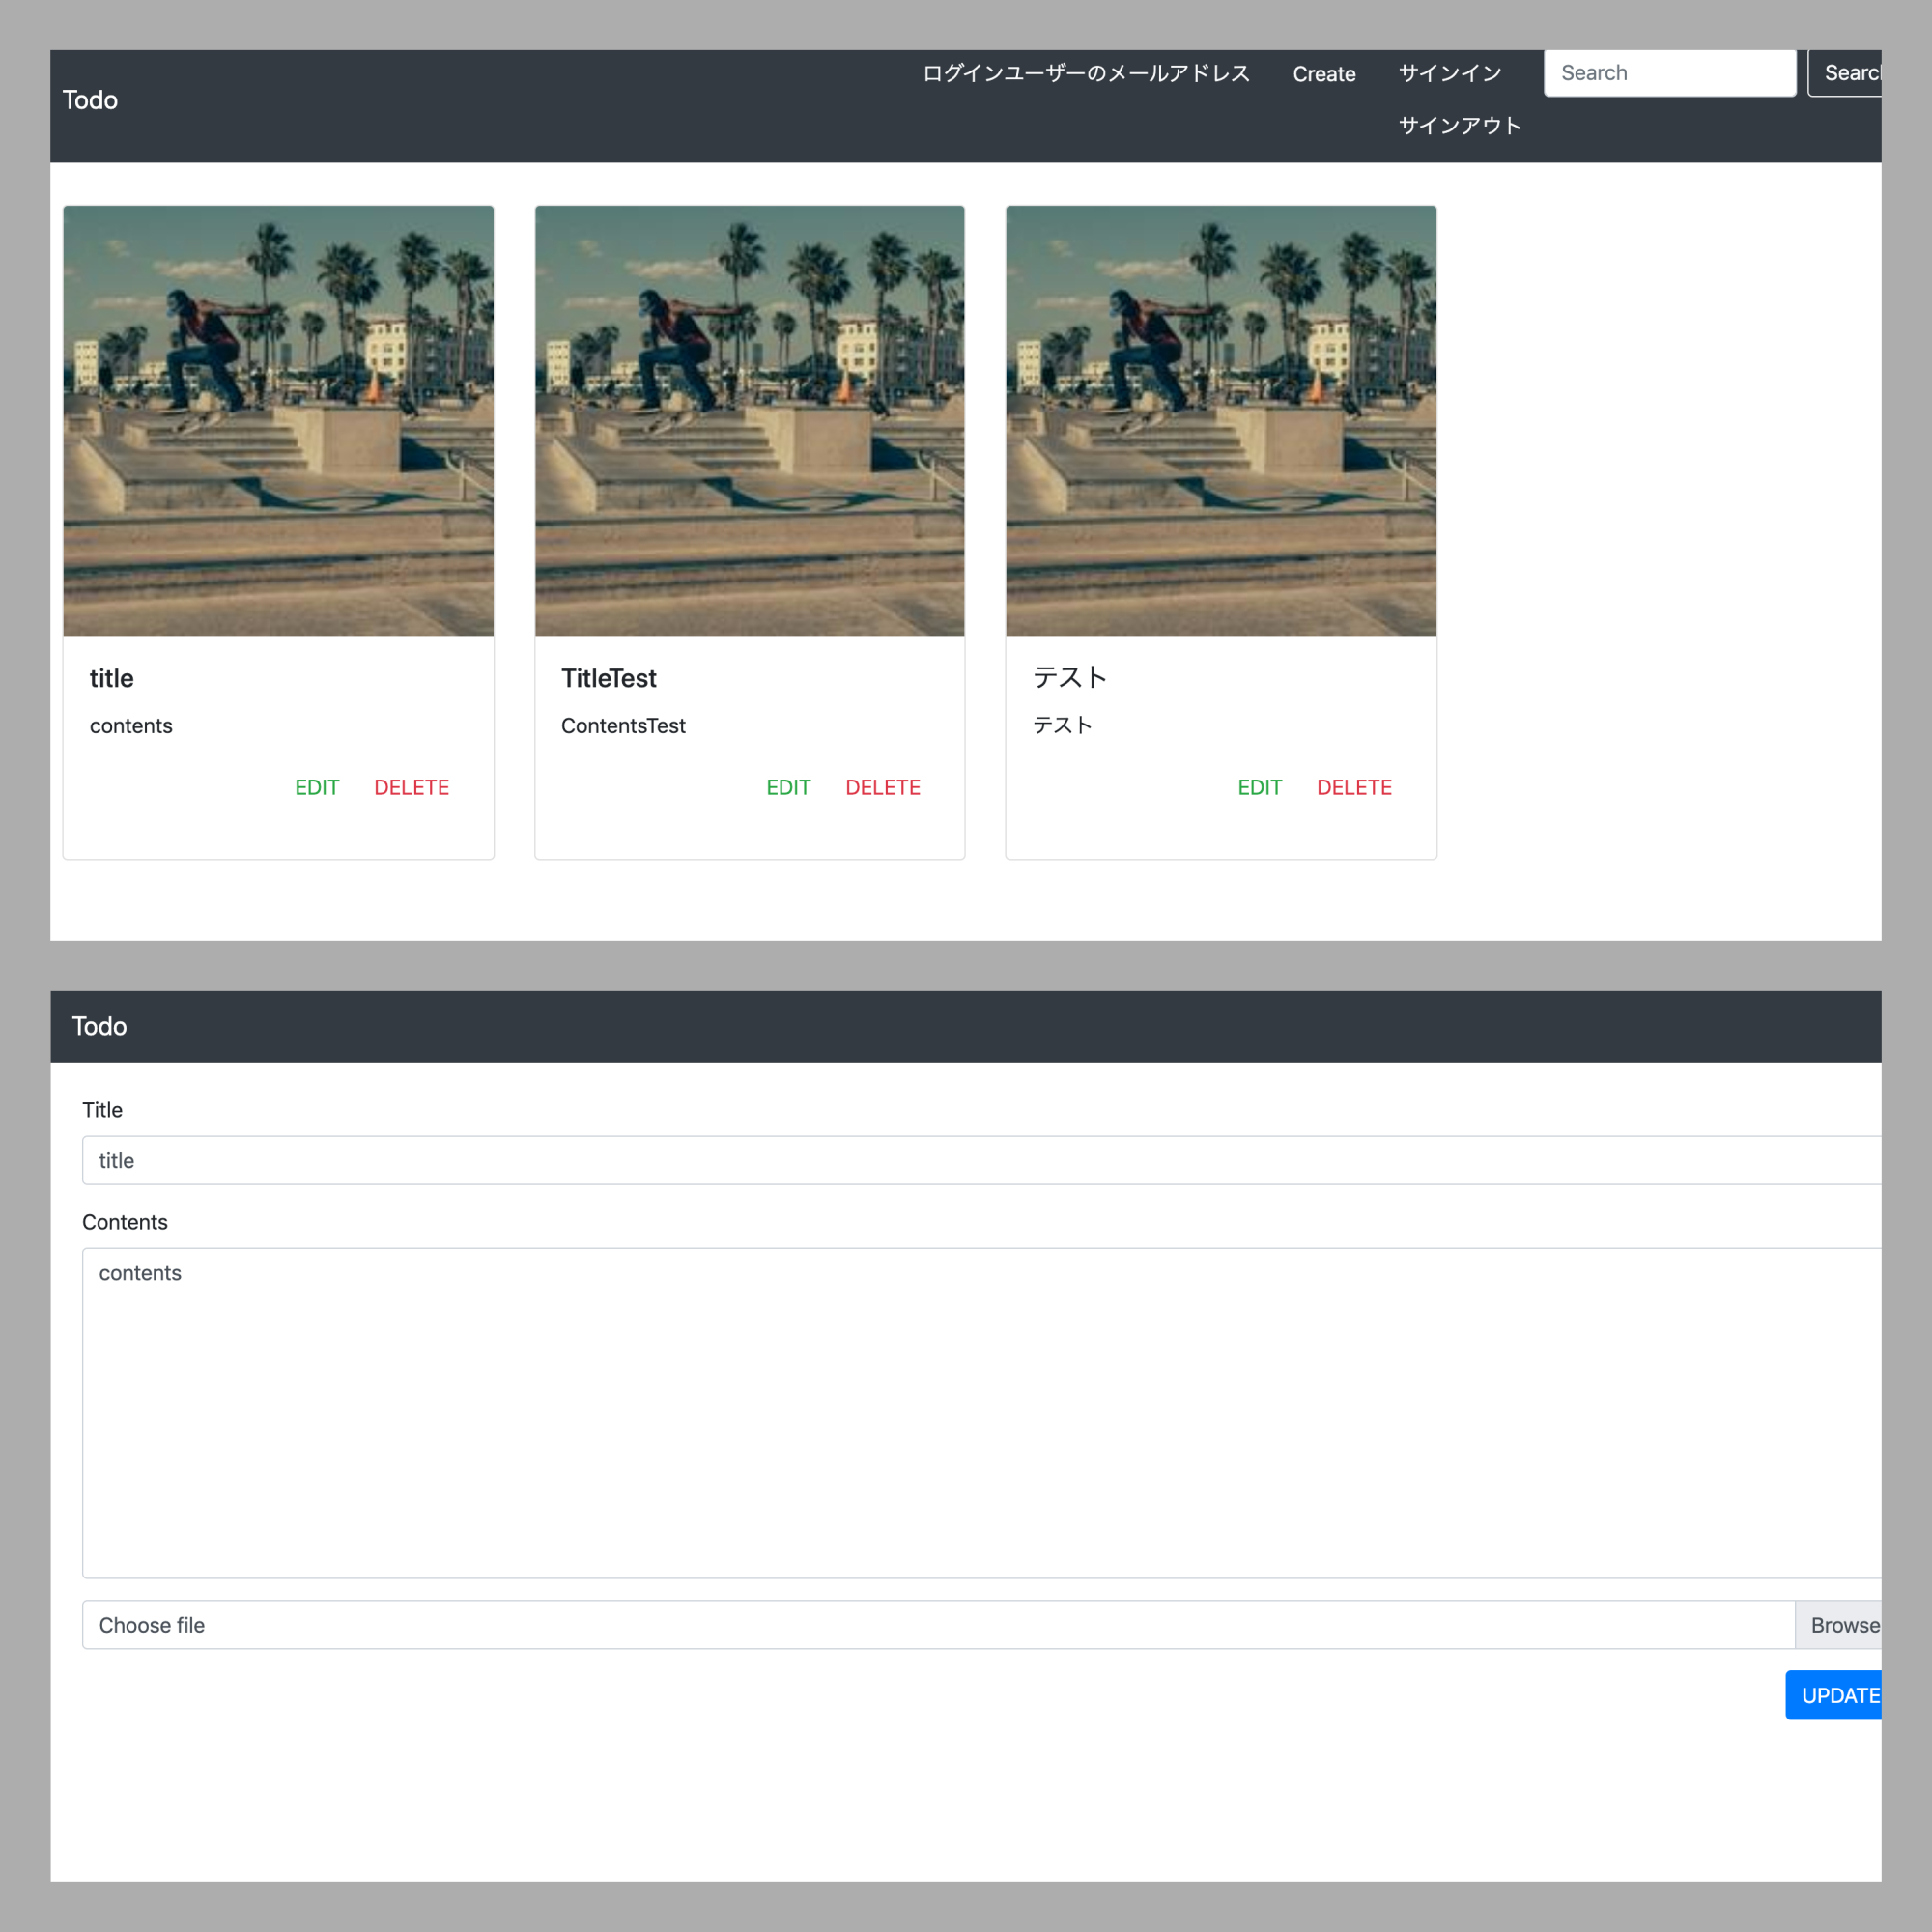 Todo
ログインユーザーのメールアドレス Create サインイン Search Searc
サインアウト
title
contents
EDIT DELETE
TitleTest
ContentsTest
EDIT DELETE
テスト
テスト
EDIT DELETE
Todo
Title
title
Contents
contents
Choose file Browse
UPDATE